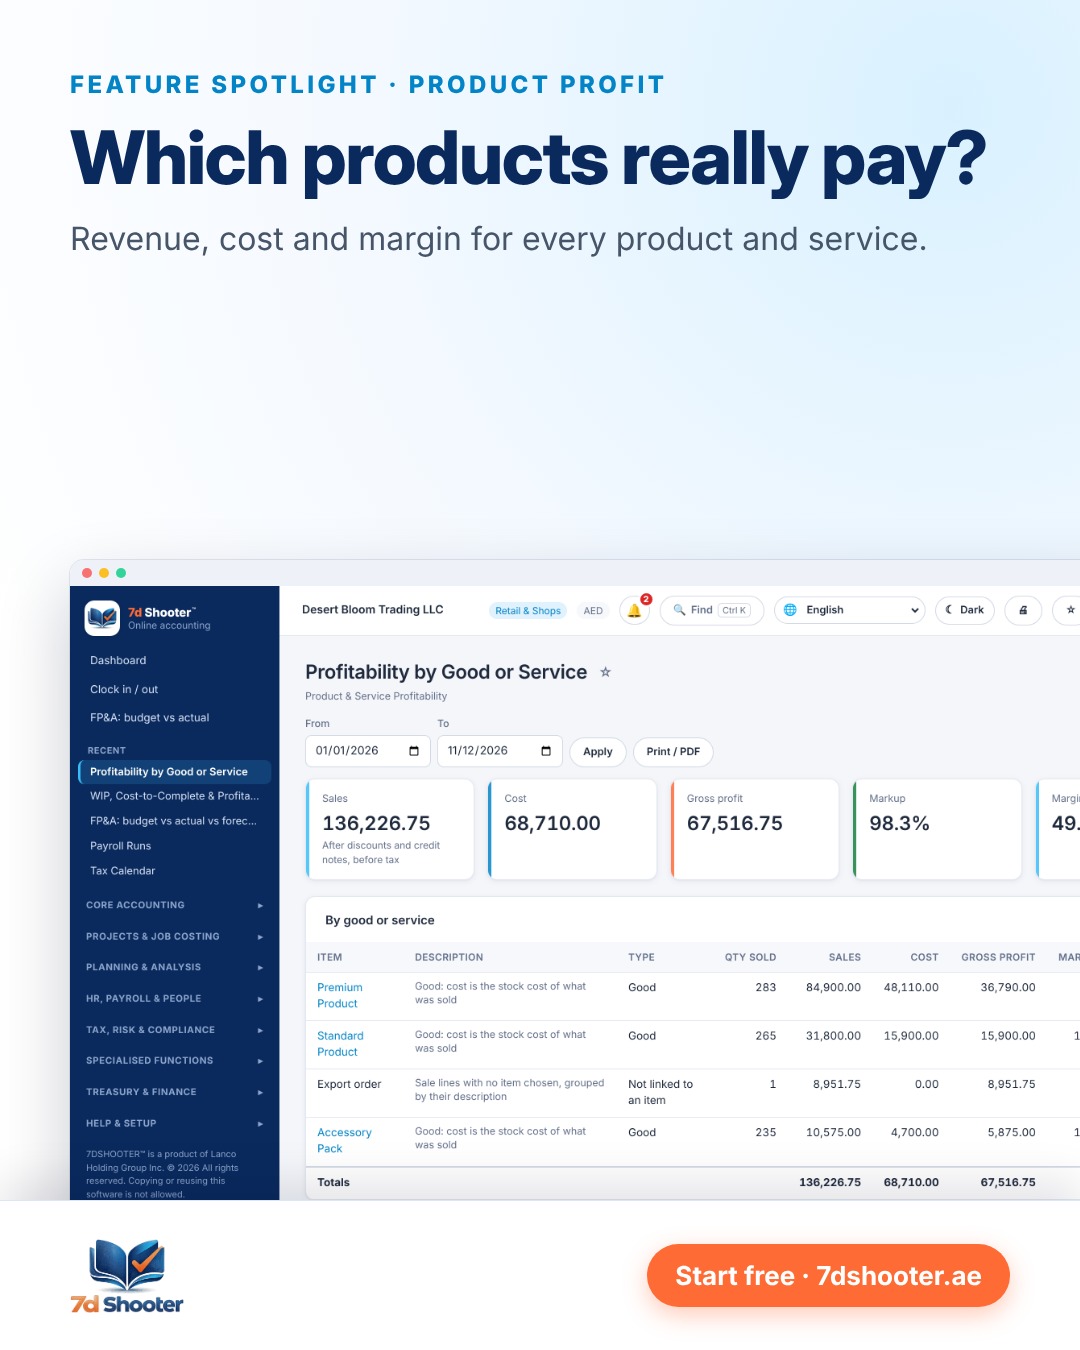 FEATURE SPOTLIGHT · PRODUCT PROFIT
Which products really pay?
Revenue, cost and margin for every product and service.
7d Shooter™
Online accounting
Desert Bloom Trading LLC
Retail & Shops
AED
2
Find Ctrl K
English
Dark
Dashboard
Clock in / out
FP&A: budget vs actual
RECENT
Profitability by Good or Service
WIP, Cost-to-Complete & Profita...
FP&A: budget vs actual vs forec...
Payroll Runs
Tax Calendar
CORE ACCOUNTING
PROJECTS & JOB COSTING
PLANNING & ANALYSIS
HR, PAYROLL & PEOPLE
TAX, RISK & COMPLIANCE
SPECIALISED FUNCTIONS
TREASURY & FINANCE
HELP & SETUP
7DSHOOTER™ is a product of Lanco
Holding Group Inc. © 2026 All rights
reserved. Copying or reusing this
software is not allowed.
Profitability by Good or Service
Product & Service Profitability
From To
01/01/2026 11/12/2026 Apply Print / PDF
Sales
136,226.75
After discounts and credit
notes, before tax
Cost
68,710.00
Gross profit
67,516.75
Markup
98.3%
Margi
49.
By good or service
ITEM DESCRIPTION TYPE QTY SOLD SALES COST GROSS PROFIT MAR
Premium Good: cost is the stock cost of what Good 283 84,900.00 48,110.00 36,790.00
Product was sold
Standard Good: cost is the stock cost of what Good 265 31,800.00 15,900.00 15,900.00 1
Product was sold
Export order Sale lines with no item chosen, grouped Not linked to 1 8,951.75 0.00 8,951.75
by their description an item
Accessory Good: cost is the stock cost of what Good 235 10,575.00 4,700.00 5,875.00 1
Pack was sold
Totals 136,226.75 68,710.00 67,516.75
7d Shooter
Start free · 7dshooter.ae